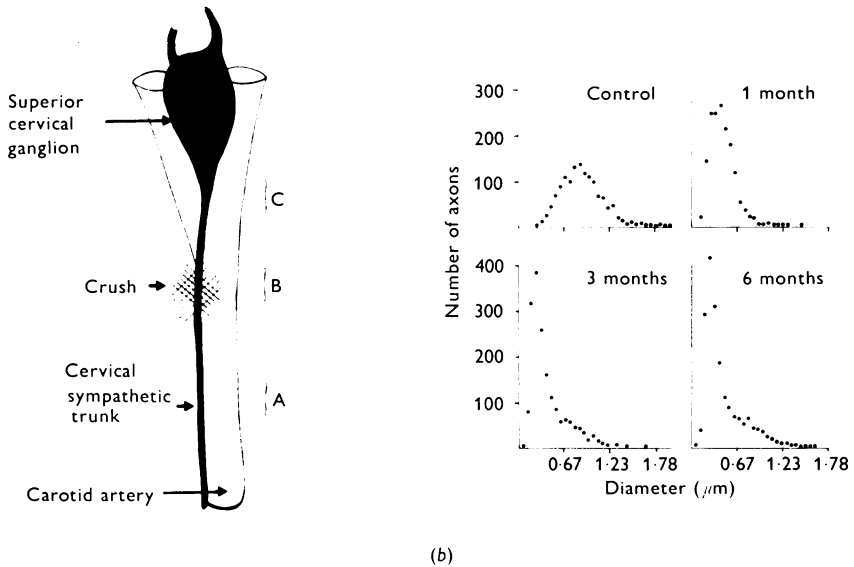 Superior
cervical
ganglion
C
Crush
B
Cervical
sympathetic
trunk
A
Carotid artery
Number of axons
300
200
100
Control
1 month
400
300
200
100
3 months
6 months
0·67 1·23 1·78
0·67 1·23 1·78
Diameter (μm)
(b)